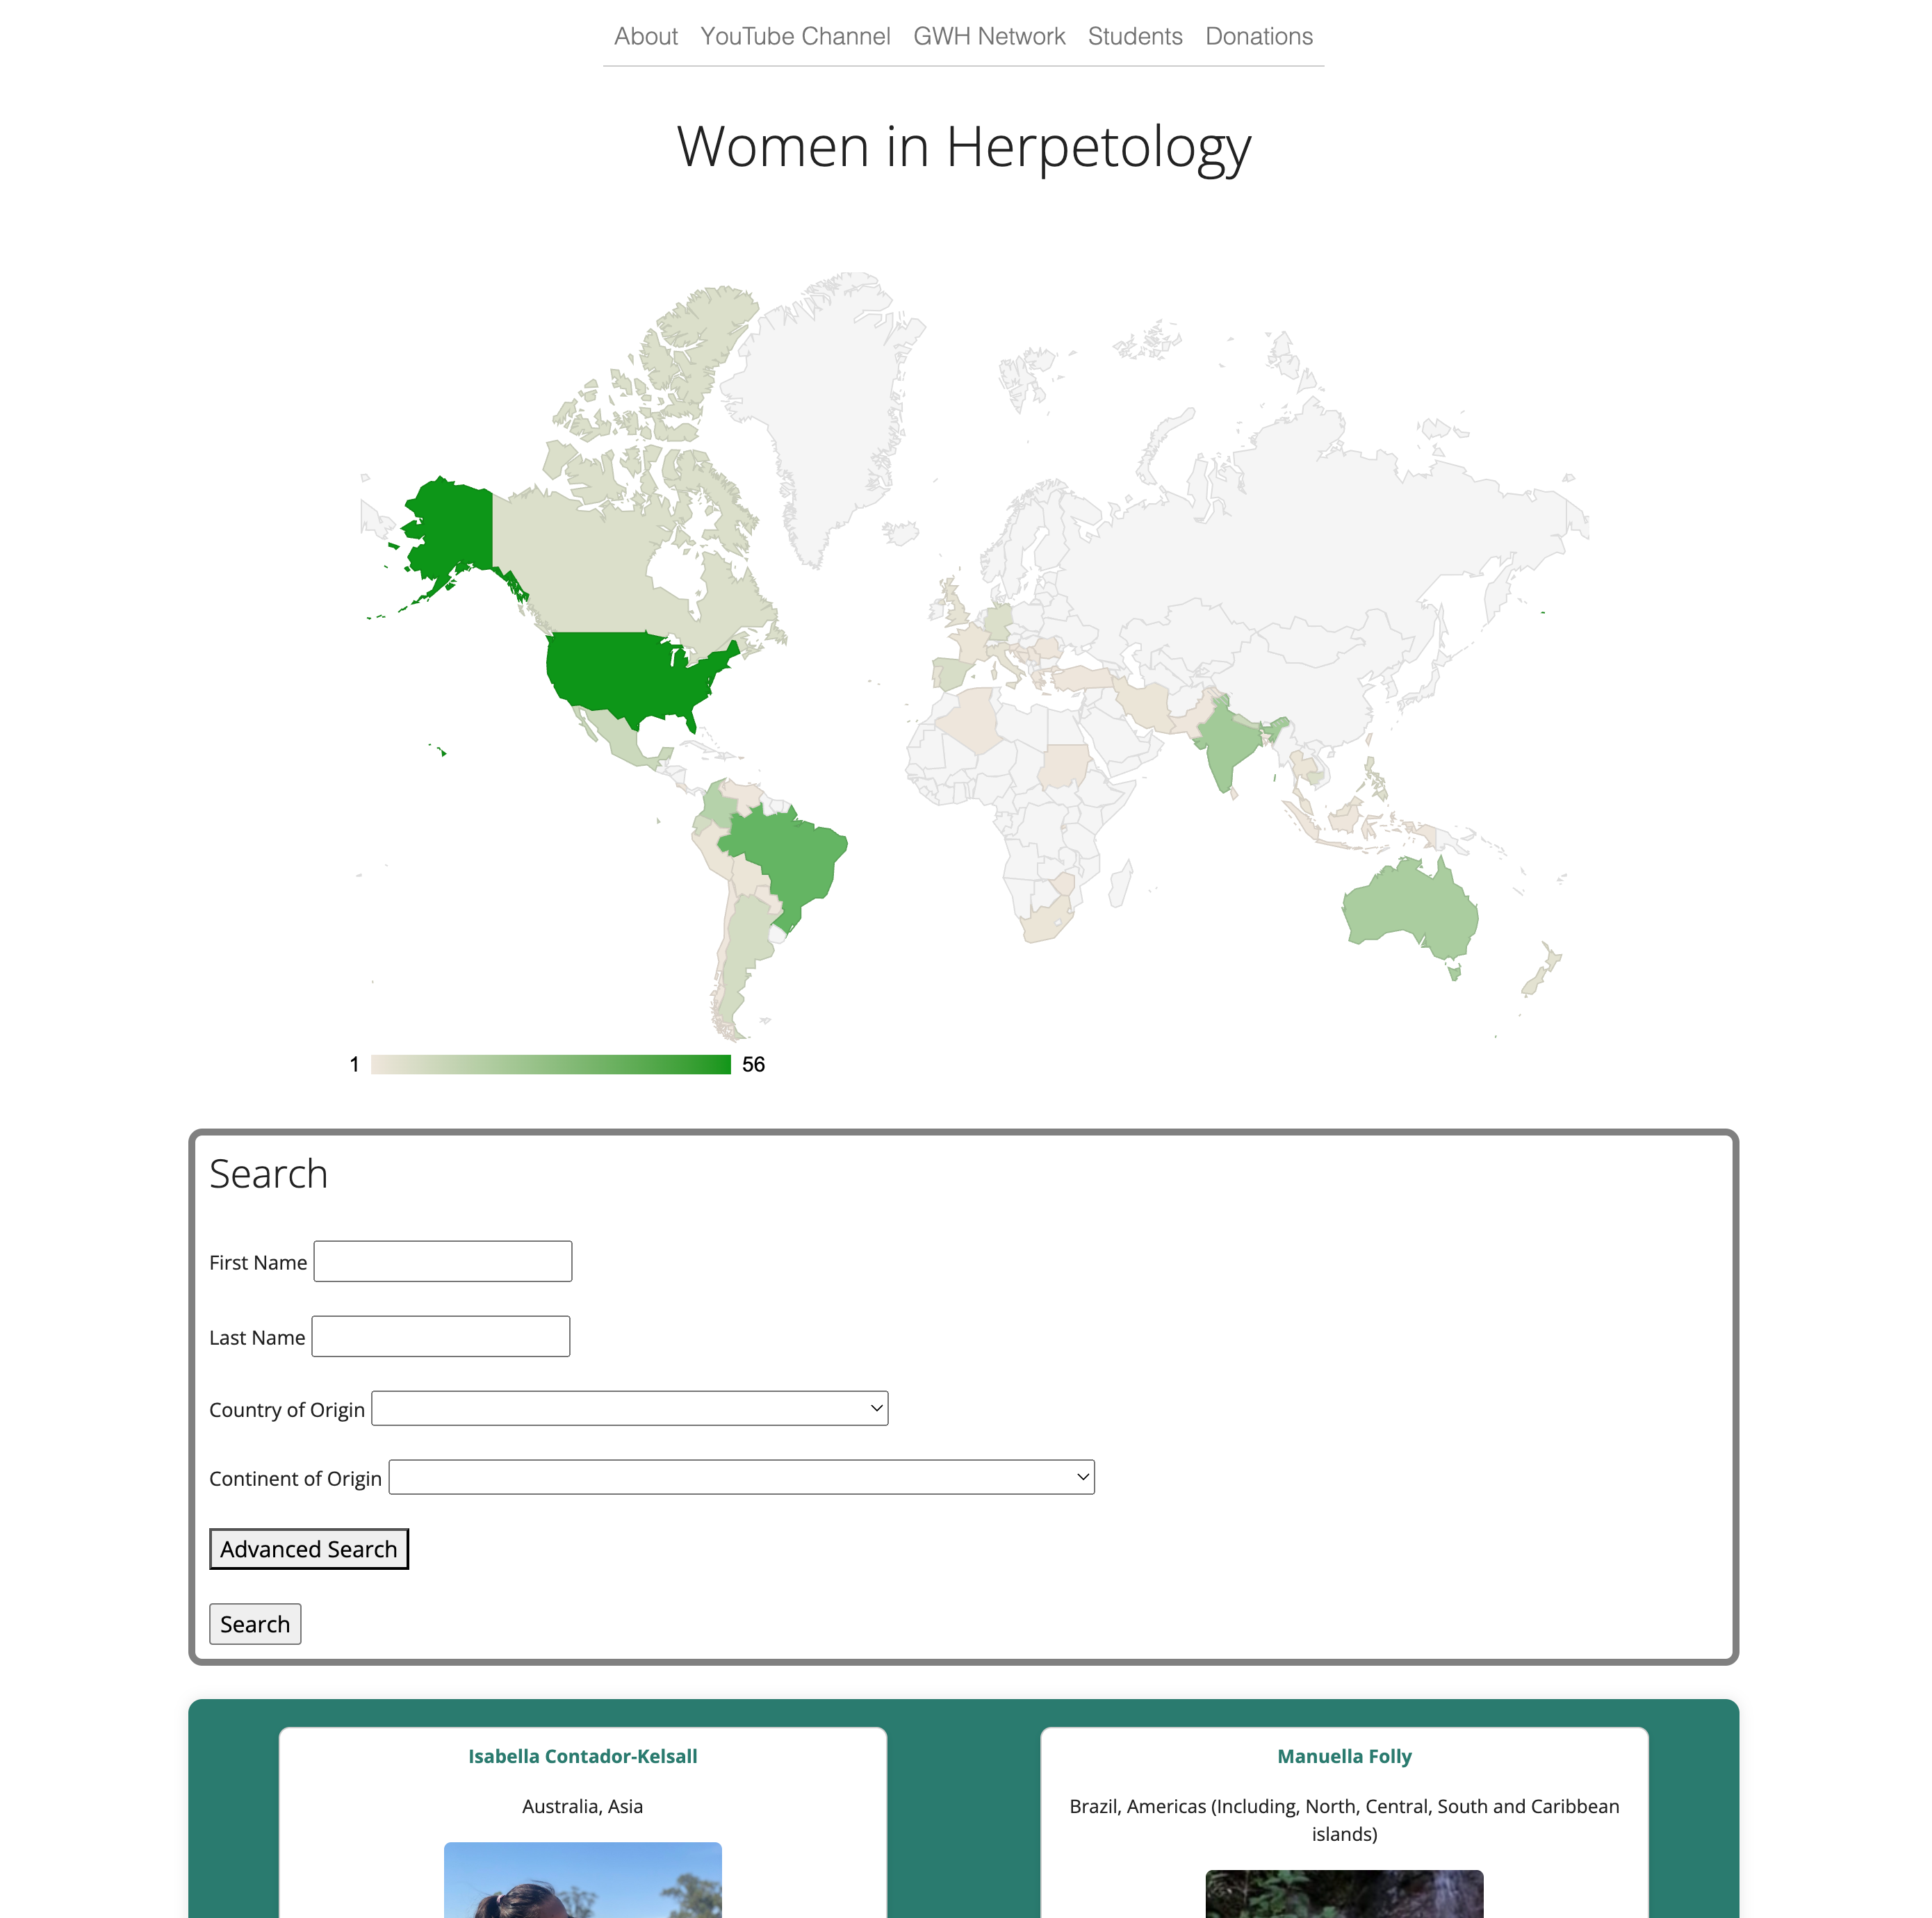 About YouTube Channel GWH Network Students Donations
Women in Herpetology
1 56
Search
First Name
Last Name
Country of Origin
Continent of Origin
Advanced Search
Search
Isabella Contador-Kelsall
Australia, Asia
Manuella Folly
Brazil, Americas (Including, North, Central, South and Caribbean
islands)